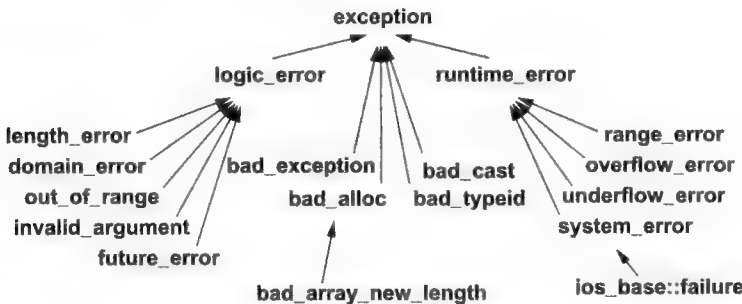 exception
logic_error
runtime_error
length_error
domain_error
out_of_range
invalid_argument
future_error
bad_exception
bad_alloc
bad_cast
bad_typeid
range_error
overflow_error
underflow_error
system_error
bad_array_new_length
ios_base::failure